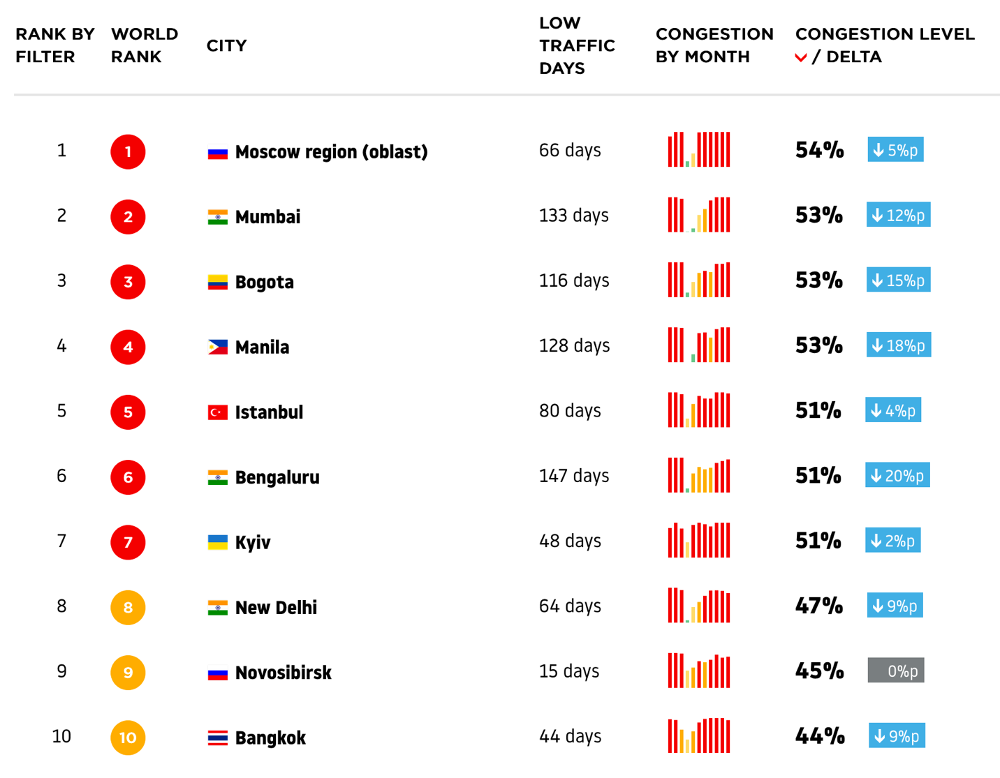 RANK BY FILTER WORLD RANK CITY LOW TRAFFIC DAYS CONGESTION BY MONTH CONGESTION LEVEL / DELTA
1 1 Moscow region (oblast) 66 days 54% 5%p
2 2 Mumbai 133 days 53% 12%p
3 3 Bogota 116 days 53% 15%p
4 4 Manila 128 days 53% 18%p
5 5 Istanbul 80 days 51% 4%p
6 6 Bengaluru 147 days 51% 20%p
7 7 Kyiv 48 days 51% 2%p
8 8 New Delhi 64 days 47% 9%p
9 9 Novosibirsk 15 days 45% 0%p
10 10 Bangkok 44 days 44% 9%p